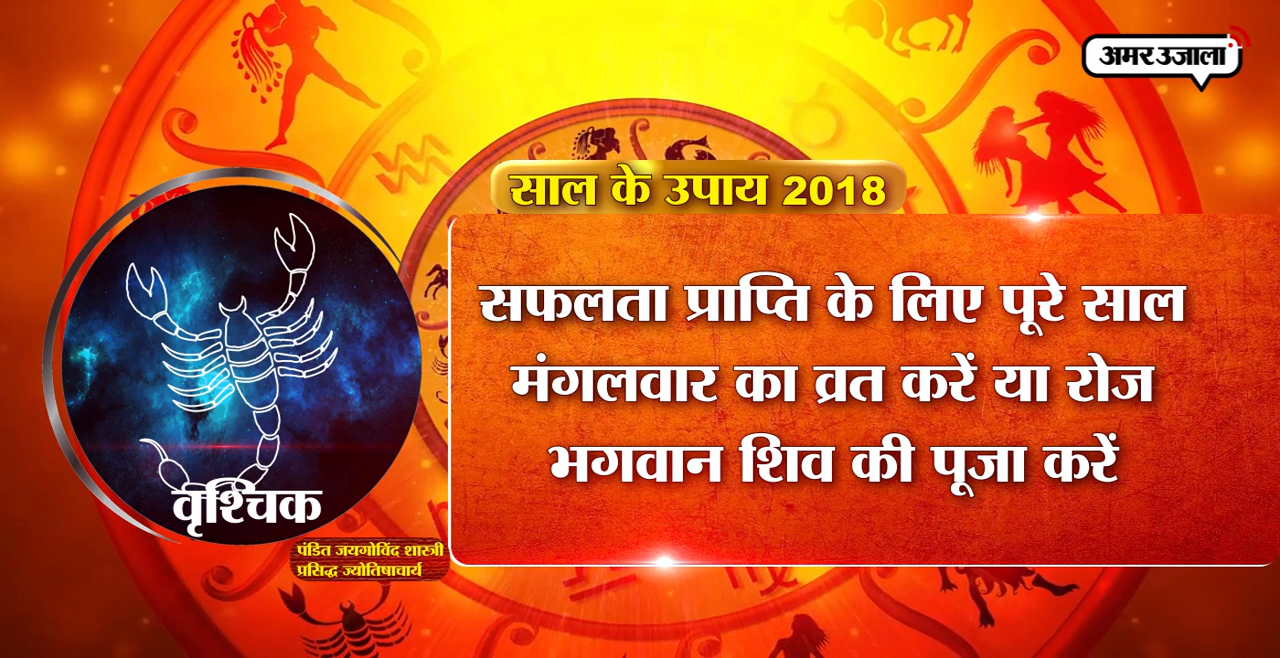 अमर उजाला
साल के उपाय 2018
सफलता प्राप्ति के लिए पूरे साल
मंगलवार का व्रत करें या रोज
भगवान शिव की पूजा करें
वृश्चिक
पंडित जयगोविंद शास्त्री
प्रसिद्ध ज्योतिषाचार्य